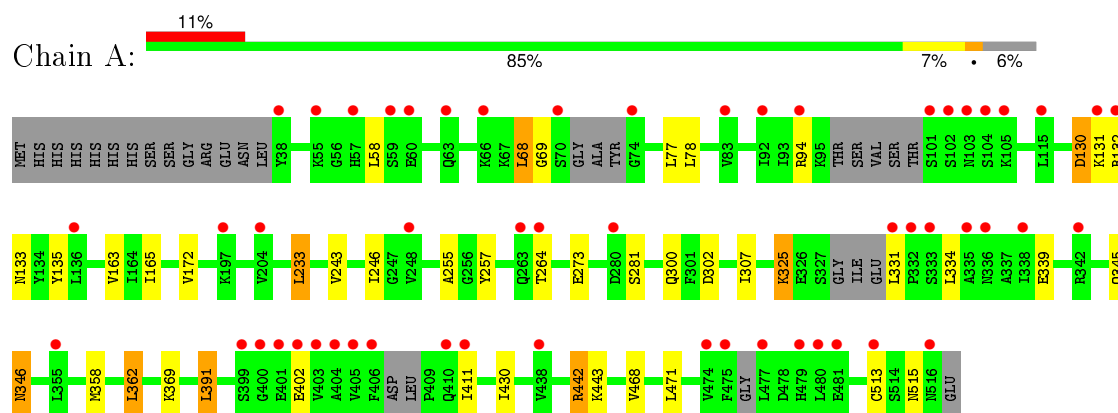 11%
Chain A:
85% 7% • 6%
MET HIS HIS HIS HIS HIS HIS SER SER GLY ARG GLU ASN LEU Y38 K55 G56 H57 L58 S59 E60 Q63 K66 K67 L68 G69 S70 GLY ALA TYR G74 L77 L78 V83 I92 I93 R94 K95 THR SER VAL SER THR S101 S102 N103 S104 K105 L115 D130 K131
N133 Y134 Y135 L136 V163 I164 I165 V172 K197 V204 L233 V243 I246 G247 V248 A255 G256 Y257 Q263 T264 E273 D280 S281 Q300 F301 D302 I307 K325 E326 S327 GLY ILE GLU L331 P332 S333 L334 A335 N336 A337 I338 E339 R342
N346 L355 M358 L362 K369 L391 S399 G400 E401 E402 V403 A404 V405 F406 ASP LEU P409 Q410 I411 I430 V438 R442 K443 V468 L471 V474 F475 GLY L477 D478 H479 L480 E481 C513 S514 N515 N516 GLU